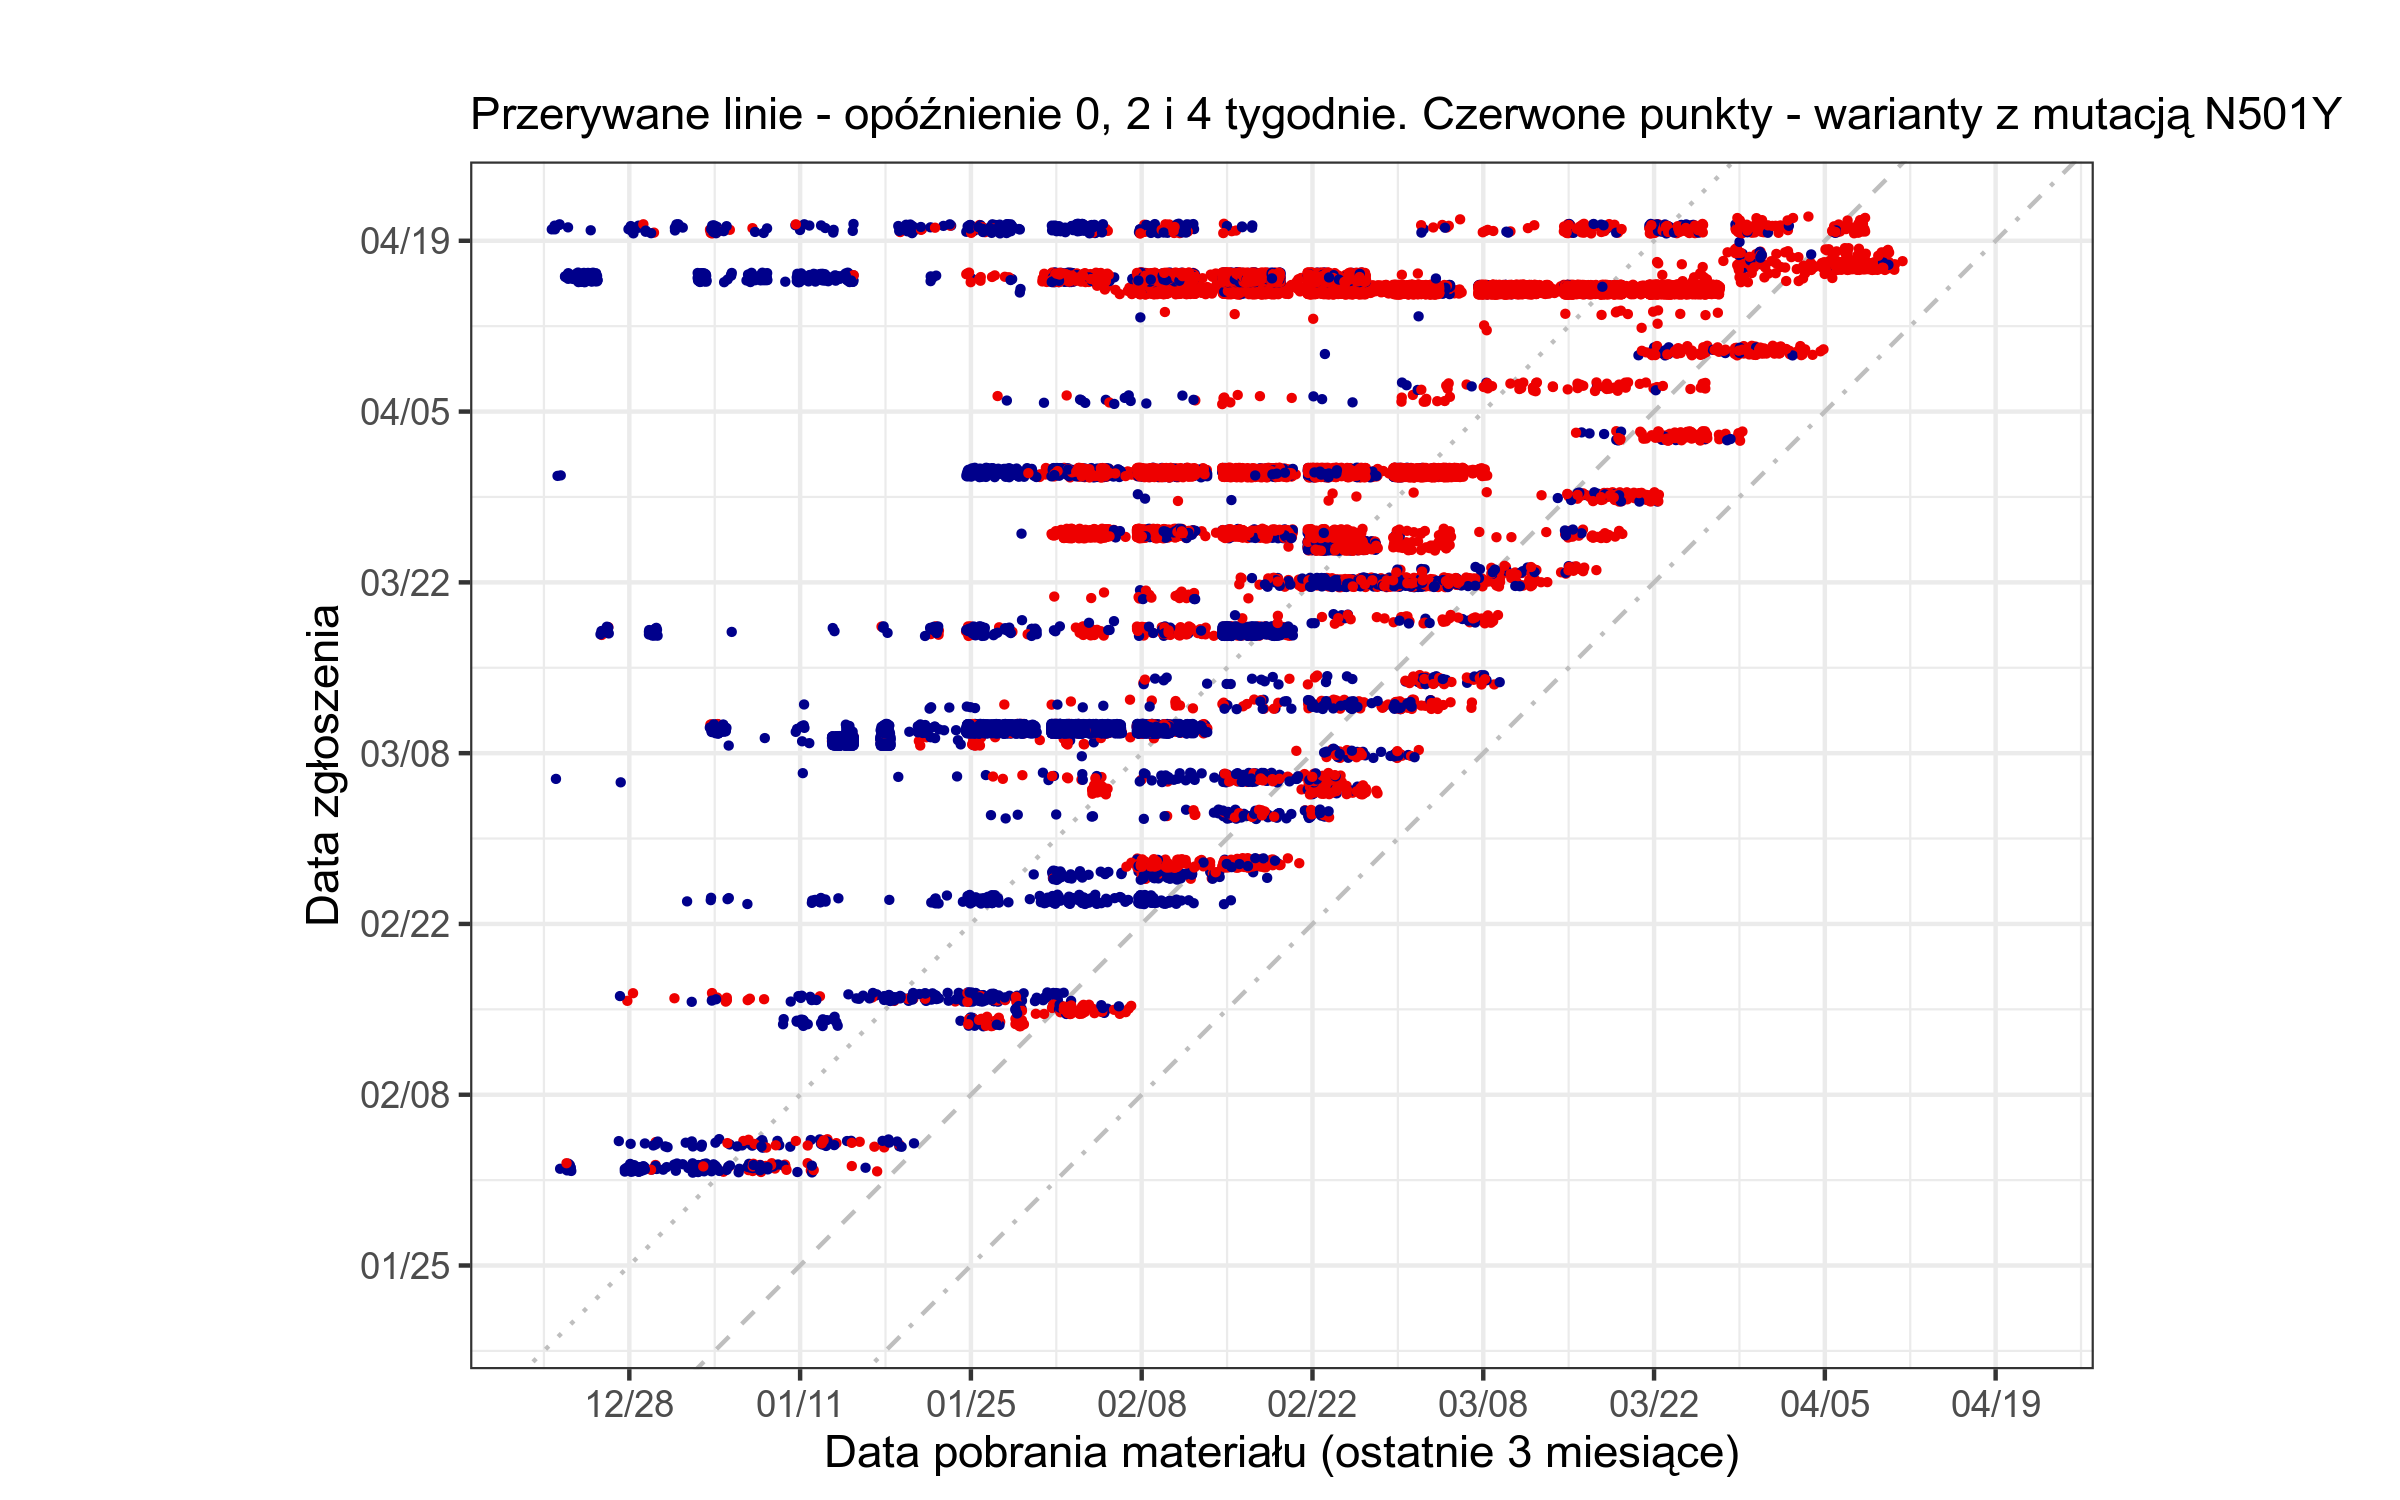 Przerywane linie - opóźnienie 0, 2 i 4 tygodnie. Czerwone punkty - warianty z mutacją N501Y
04/19
04/05
03/22
03/08
02/22
02/08
01/25
Data zgłoszenia
12/28 01/11 01/25 02/08 02/22 03/08 03/22 04/05 04/19
Data pobrania materiału (ostatnie 3 miesiące)